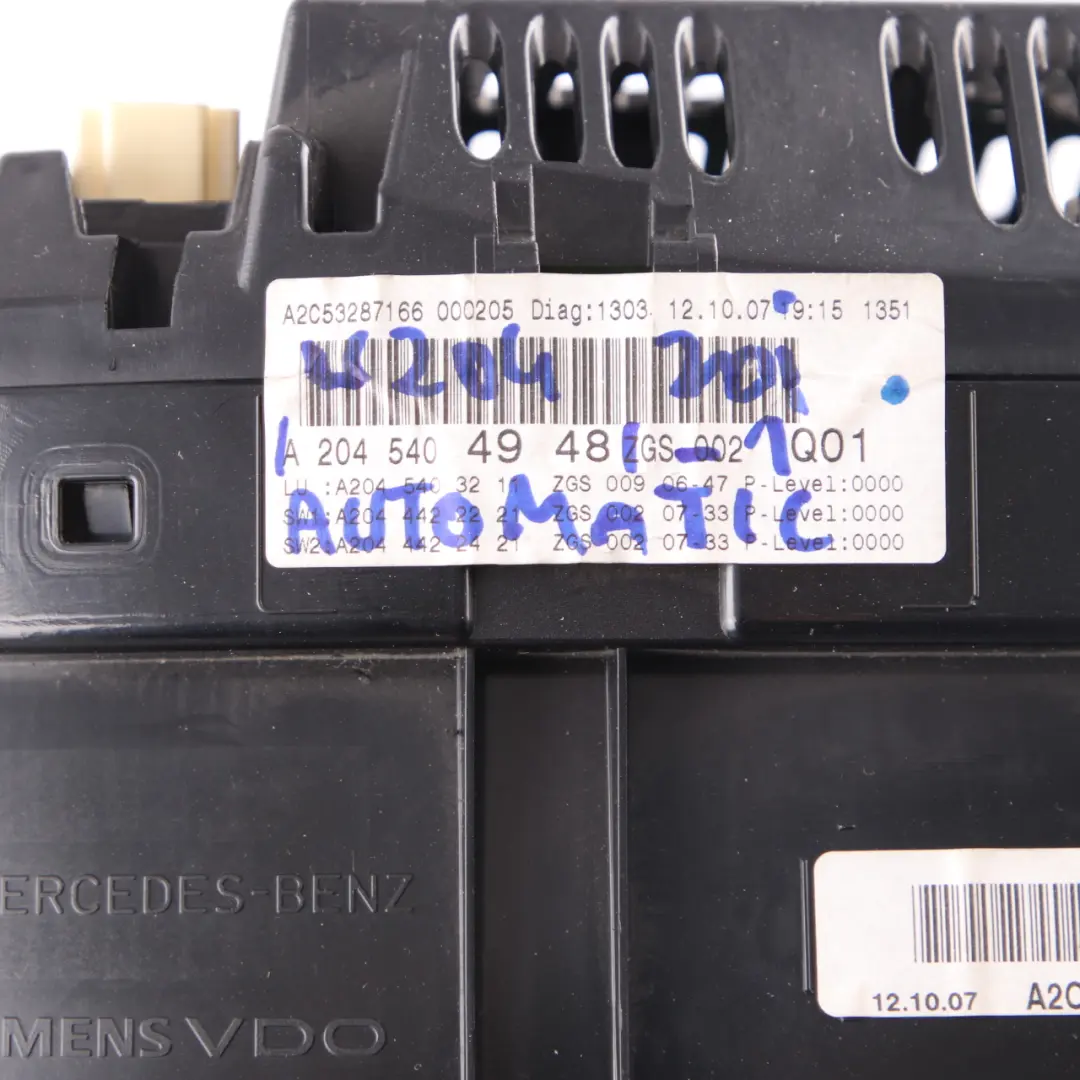 A2C53287166 000205 Diag:1303 12.10.07 19:15 1351
W204
A 204 540 49 48 ZGS 002 Q01
LU :A204 540 32 11 ZGS 009 06-47 P-Level:0000
SW1:A204 442 22 21 ZGS 002 07-33 P-Level:0000
SW2:A204 442 24 21 ZGS 002 07-33 P-Level:0000
AUTOMATIC
ERCEDES-BENZ
MENS VDO
12.10.07 A2C